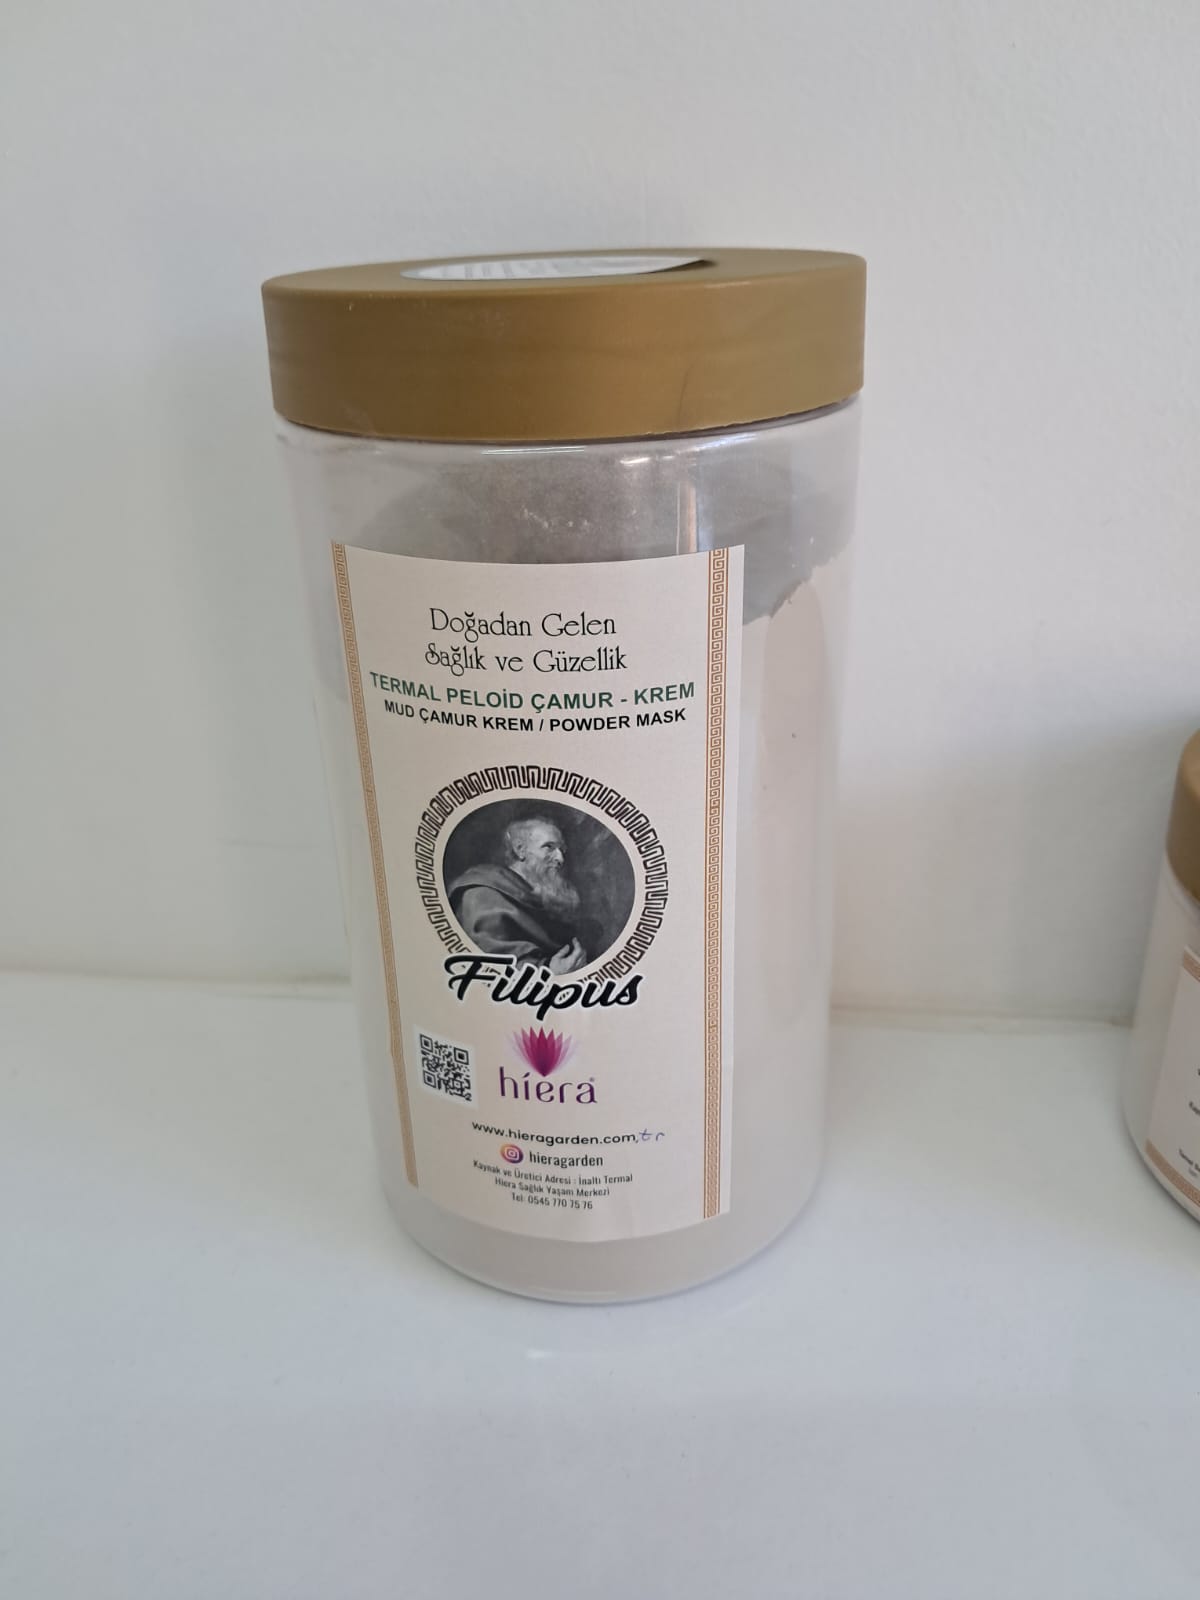 Doğadan Gelen
Sağlık ve Güzellik
TERMAL PELOİD ÇAMUR - KREM
MUD ÇAMUR KREM / POWDER MASK
Filipus
hiera®
www.hieragarden.com.tr
hieragarden
Kaynak ve Üretici Adresi : İnaltı Termal
Hiera Sağlık Yaşam Merkezi
Tel: 0545 770 75 76